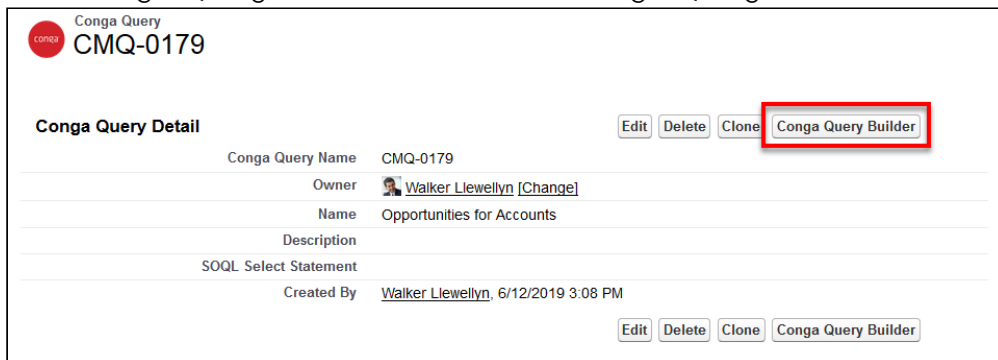 Conga Query
conga CMQ-0179
Conga Query Detail Edit Delete Clone Conga Query Builder
Conga Query Name CMQ-0179
Owner Walker Llewellyn [Change]
Name Opportunities for Accounts
Description
SOQL Select Statement
Created By Walker Llewellyn, 6/12/2019 3:08 PM
Edit Delete Clone Conga Query Builder